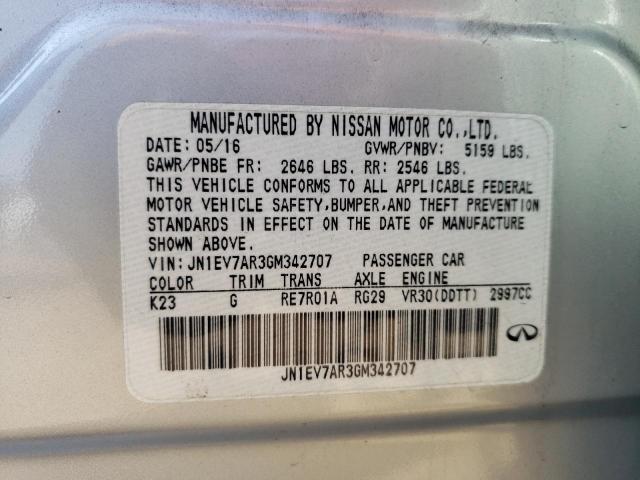 MANUFACTURED BY NISSAN MOTOR CO.,LTD.
DATE: 05/16 GVWR/PNBV: 5159 LBS.
GAWR/PNBE FR: 2646 LBS. RR: 2546 LBS.
THIS VEHICLE CONFORMS TO ALL APPLICABLE FEDERAL
MOTOR VEHICLE SAFETY,BUMPER,AND THEFT PREVENTION
STANDARDS IN EFFECT ON THE DATE OF MANUFACTURE
SHOWN ABOVE.
VIN: JN1EV7AR3GM342707 PASSENGER CAR
COLOR TRIM TRANS AXLE ENGINE
K23 G RE7R01A RG29 VR30(DDTT) 2997CC
JN1EV7AR3GM342707